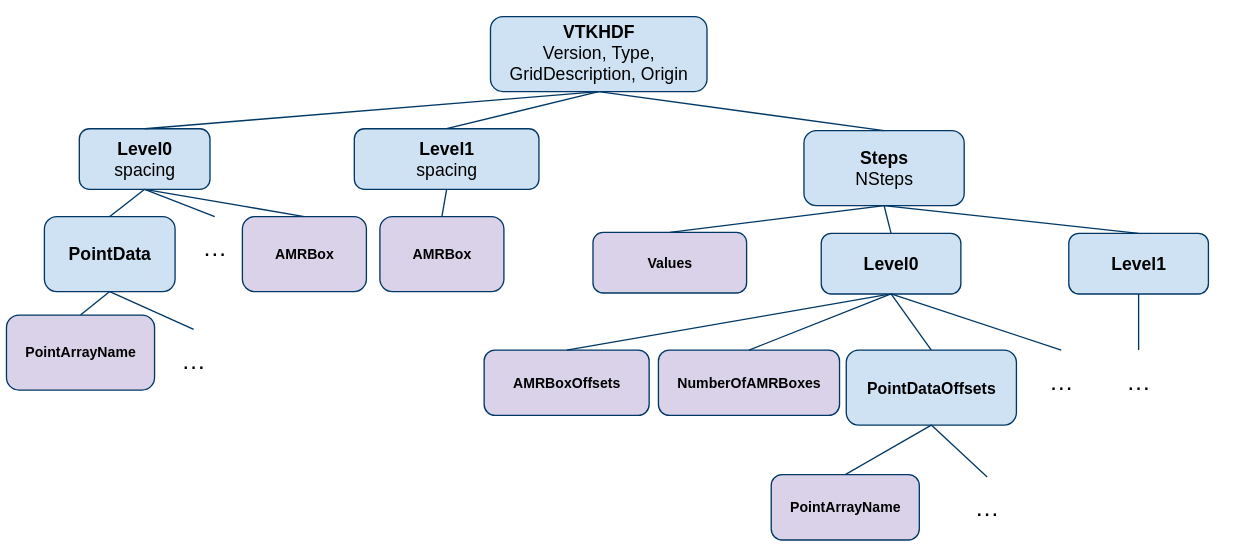 VTKHDF
Version, Type,
GridDescription, Origin
Level0
spacing
Level1
spacing
Steps
NSteps
PointData
...
AMRBox
AMRBox
Values
Level0
Level1
PointArrayName
...
AMRBoxOffsets
NumberOfAMRBoxes
PointDataOffsets
...
...
PointArrayName
...